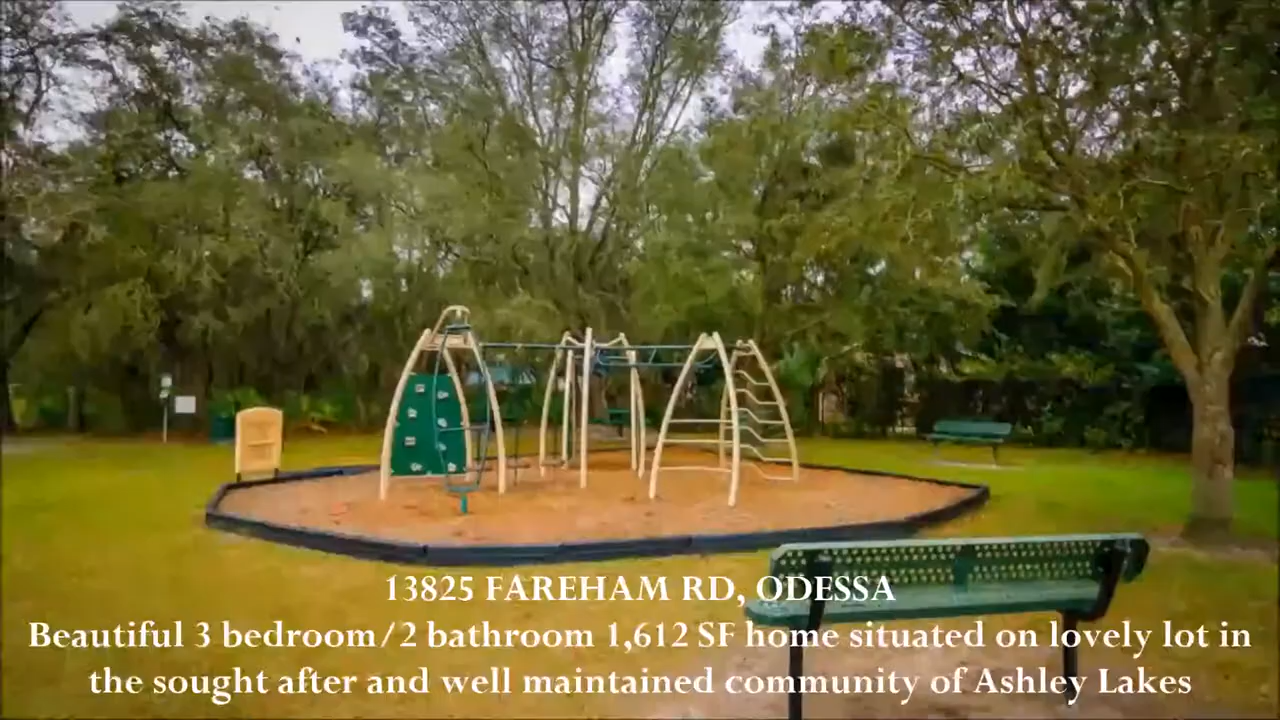 13825 FAREHAM RD, ODESSA
Beautiful 3 bedroom/2 bathroom 1,612 SF home situated on lovely lot in
the sought after and well maintained community of Ashley Lakes